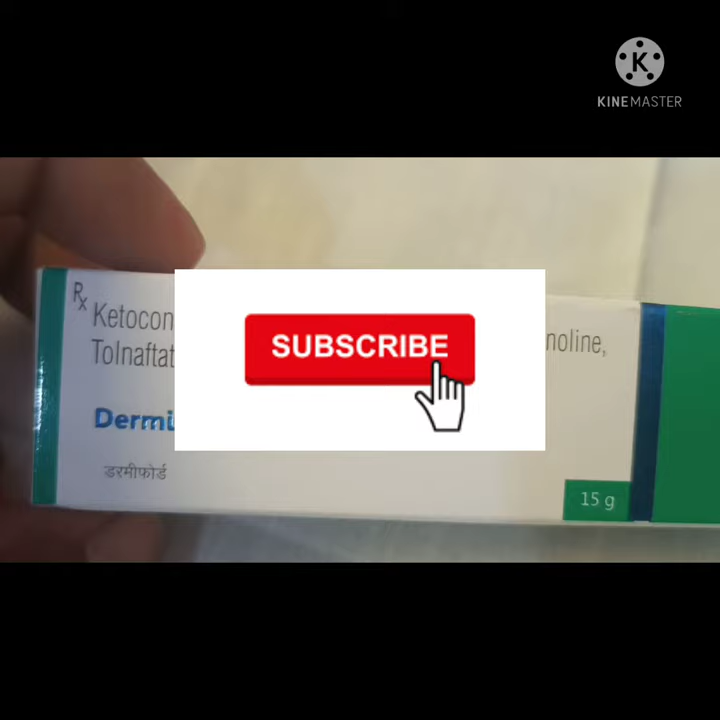 KINEMASTER
Rx
Ketocon
noline,
Tolnaftat
SUBSCRIBE
Dermi
डरमीफोर्ड
15 g